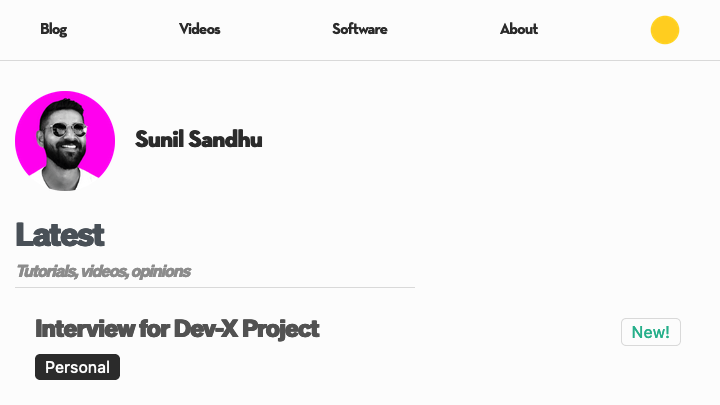 Blog Videos Software About
Sunil Sandhu
Latest
Tutorials, videos, opinions
Interview for Dev-X Project
New!
Personal